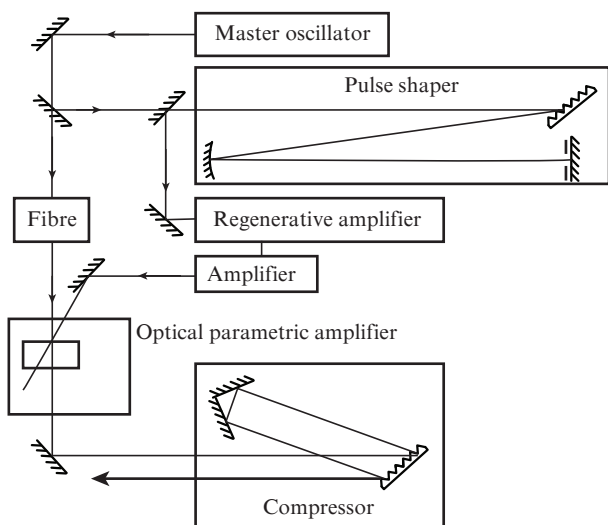 Master oscillator
Pulse shaper
Fibre
Regenerative amplifier
Amplifier
Optical parametric amplifier
Compressor